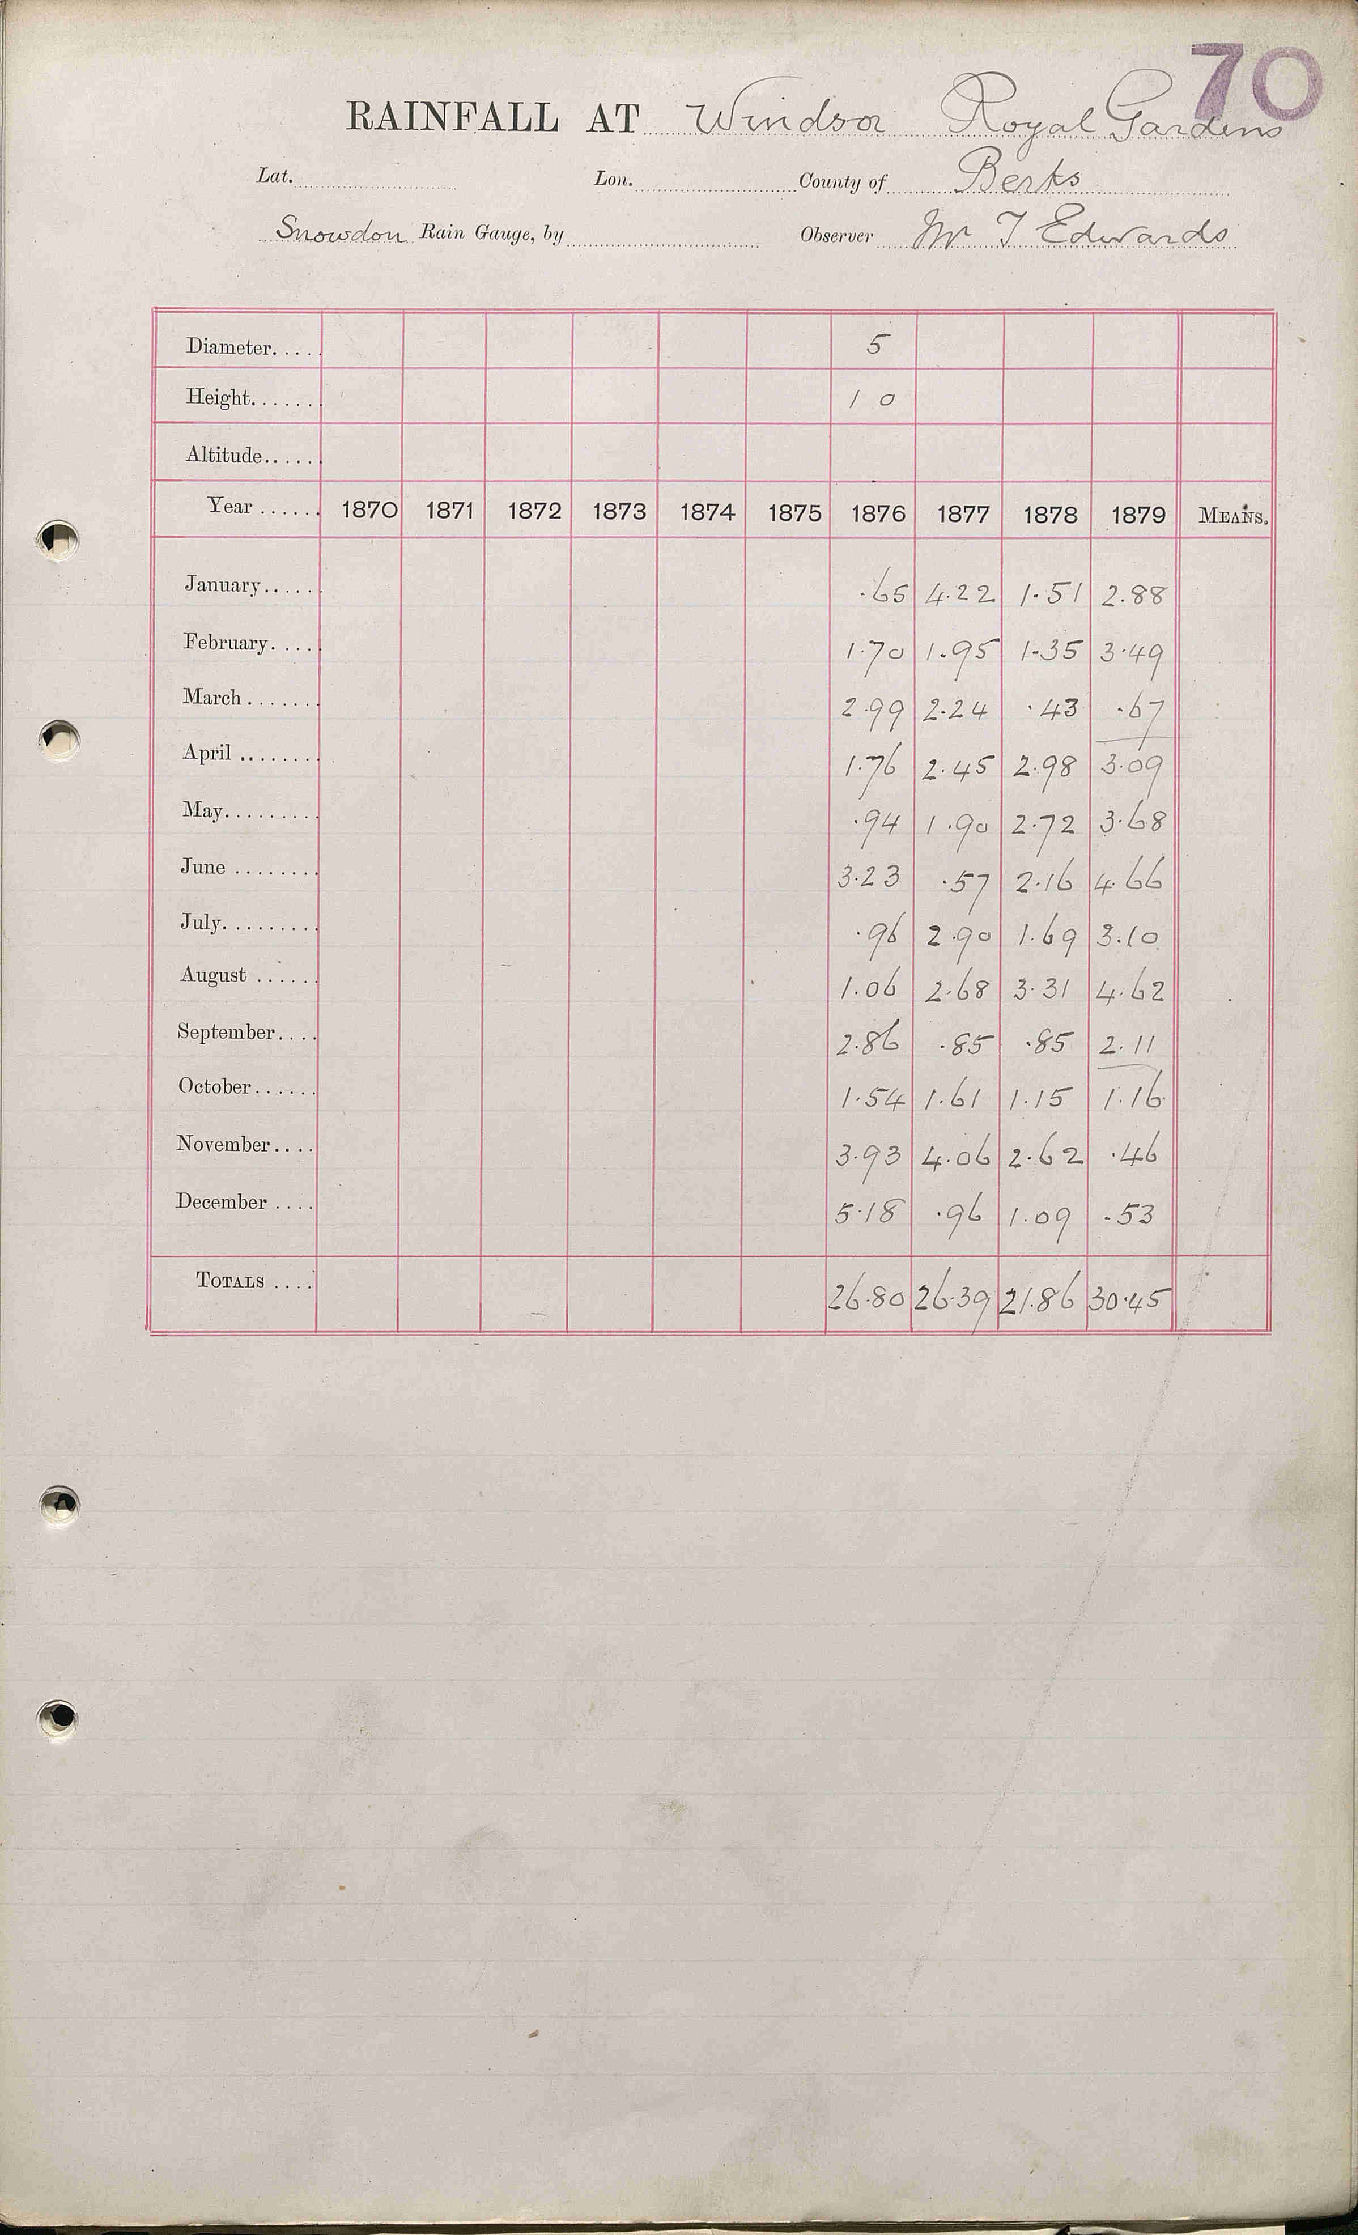 70
RAINFALL AT Windsor Royal Gardens
Lat. Lon. County of Berks
Snowdon Rain Gauge, by Observer Mr T Edwards
Diameter..... 5
Height....... 1 0
Altitude......
Year ...... 1870 1871 1872 1873 1874 1875 1876 1877 1878 1879 MEANS.
January...... .65 4.22 1.51 2.88
February..... 1.70 1.95 1.35 3.49
March ....... 2.99 2.24 .43 .67
April ........ 1.76 2.45 2.98 3.09
May......... .94 1.90 2.72 3.68
June ........ 3.23 .57 2.16 4.66
July......... .96 2.90 1.69 3.10
August ...... 1.06 2.68 3.31 4.62
September.... 2.86 .85 .85 2.11
October...... 1.54 1.61 1.15 1.16
November.... 3.93 4.06 2.62 .46
December .... 5.18 .96 1.09 .53
TOTALS .... 26.80 26.39 21.86 30.45